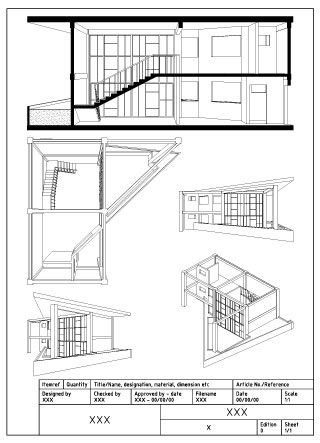 Itemref Quantity Title/Name, designation, material, dimension etc Article No./Reference
Designed by Checked by Approved by - date Filename Date Scale
XXX XXX XXX - 00/00/00 XXX 00/00/00 1:1
XXX XXX
X Edition Sheet
0 1/1